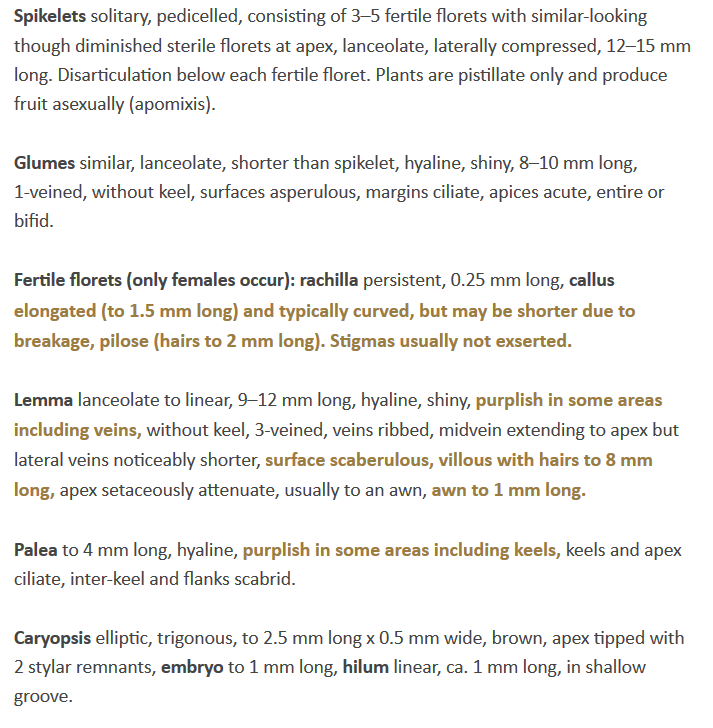 Spikelets solitary, pedicelled, consisting of 3–5 fertile florets with similar-looking
though diminished sterile florets at apex, lanceolate, laterally compressed, 12–15 mm
long. Disarticulation below each fertile floret. Plants are pistillate only and produce
fruit asexually (apomixis).
Glumes similar, lanceolate, shorter than spikelet, hyaline, shiny, 8–10 mm long,
1-veined, without keel, surfaces asperulous, margins ciliate, apices acute, entire or
bifid.
Fertile florets (only females occur): rachilla persistent, 0.25 mm long, callus
elongated (to 1.5 mm long) and typically curved, but may be shorter due to
breakage, pilose (hairs to 2 mm long). Stigmas usually not exserted.
Lemma lanceolate to linear, 9–12 mm long, hyaline, shiny, purplish in some areas
including veins, without keel, 3-veined, veins ribbed, midvein extending to apex but
lateral veins noticeably shorter, surface scaberulous, villous with hairs to 8 mm
long, apex setaceously attenuate, usually to an awn, awn to 1 mm long.
Palea to 4 mm long, hyaline, purplish in some areas including keels, keels and apex
ciliate, inter-keel and flanks scabrid.
Caryopsis elliptic, trigonous, to 2.5 mm long x 0.5 mm wide, brown, apex tipped with
2 stylar remnants, embryo to 1 mm long, hilum linear, ca. 1 mm long, in shallow
groove.